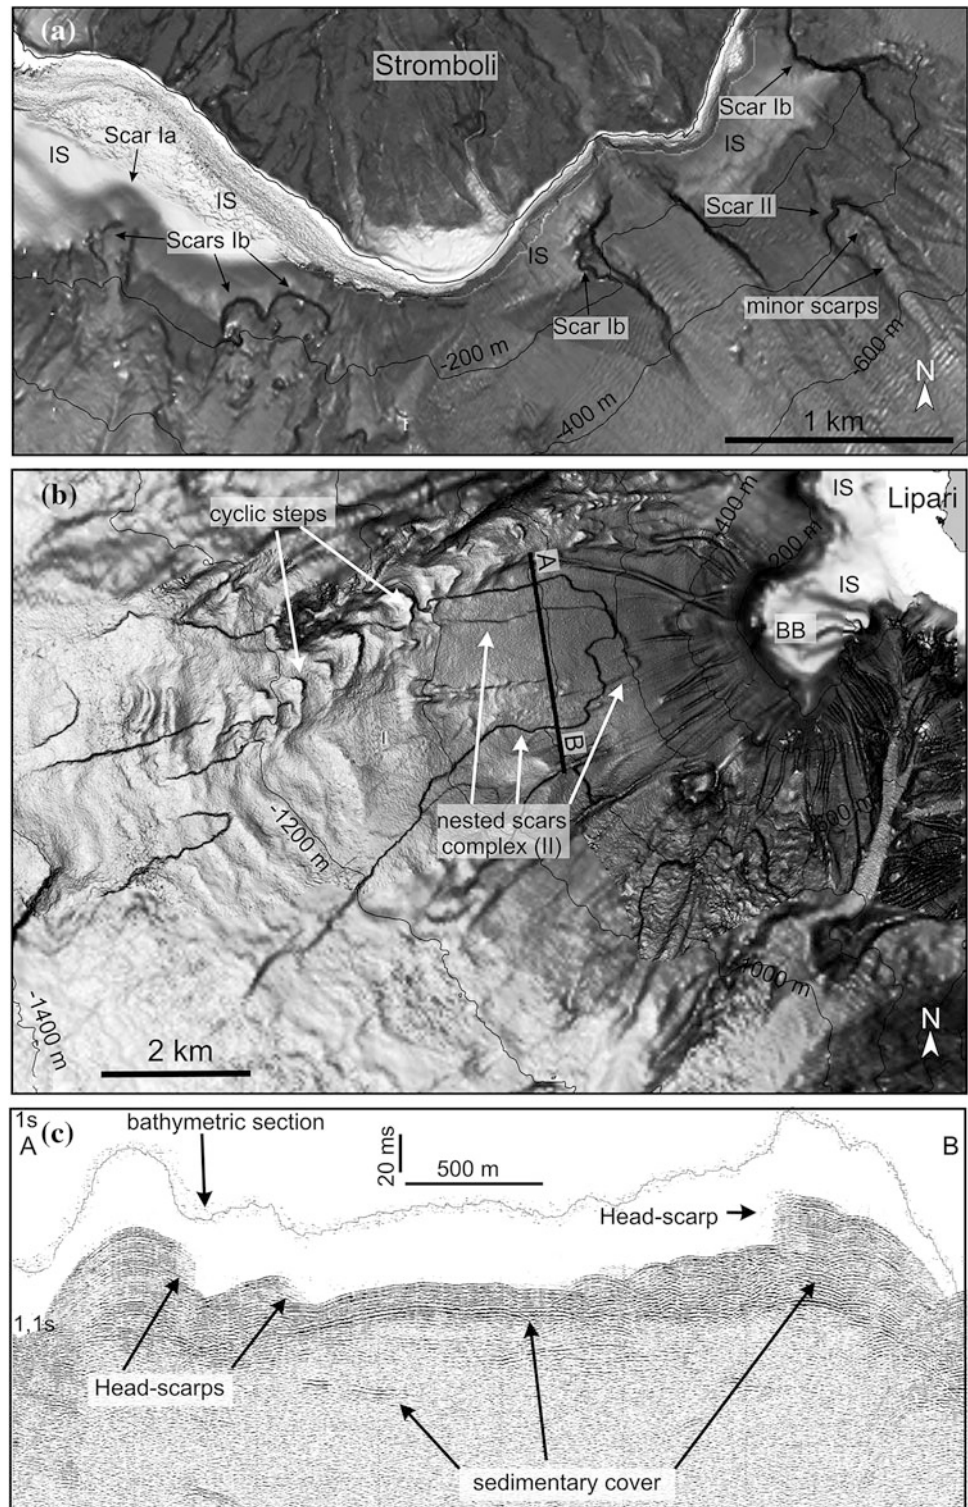 (a)
Stromboli
Scar Ib
Scar Ia
IS
IS
IS
Scar II
Scars Ib
IS
minor scarps
Scar Ib
-200 m
-600 m
-400 m
N
1 km
(b)
IS
Lipari
cyclic steps
-400 m
-200 m
A
IS
BB
B
nested scars
complex (II)
-1200 m
-1000 m
-1400 m
N
2 km
1s
(c)
bathymetric section
A
B
20 ms
500 m
Head-scarp
1,1s
Head-scarps
sedimentary cover